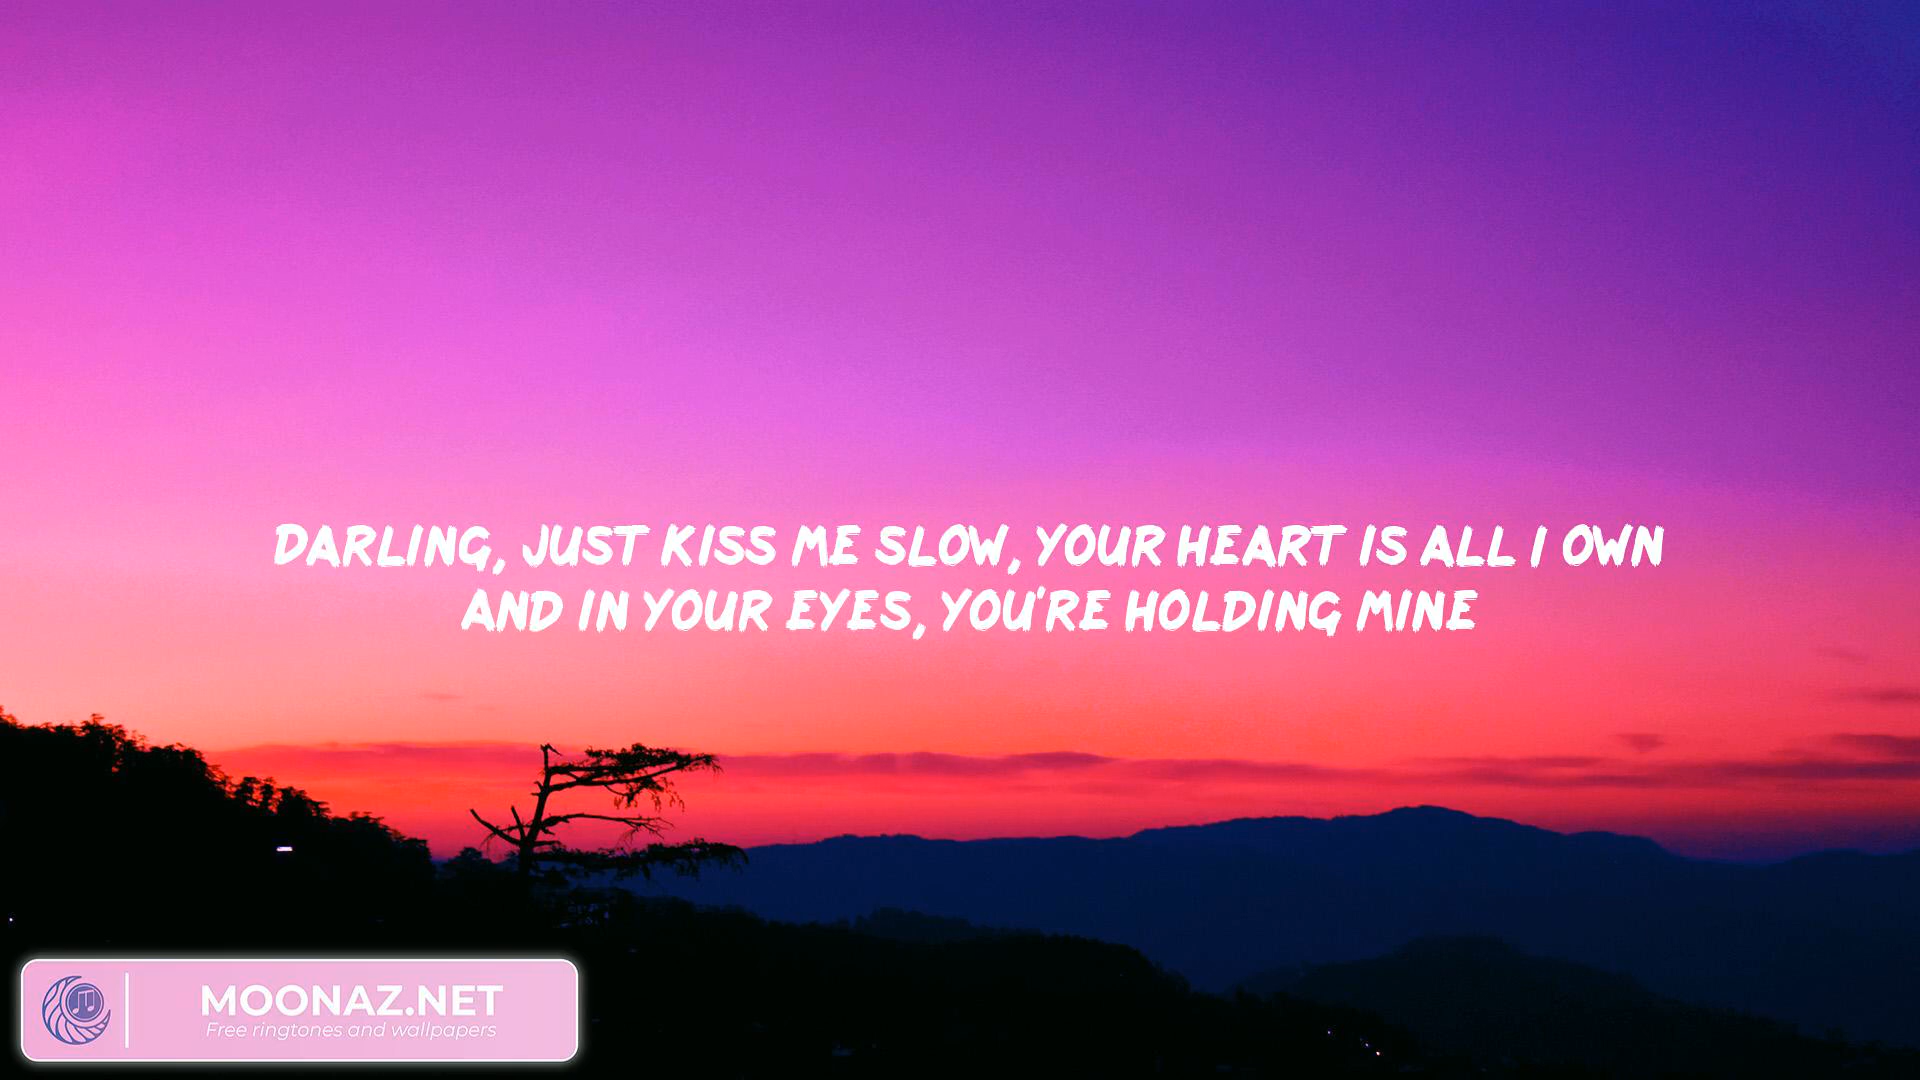 DARLING, JUST KISS ME SLOW, YOUR HEART IS ALL I OWN
AND IN YOUR EYES, YOU'RE HOLDING MINE
MOONAZ.NET
Free ringtones and wallpapers